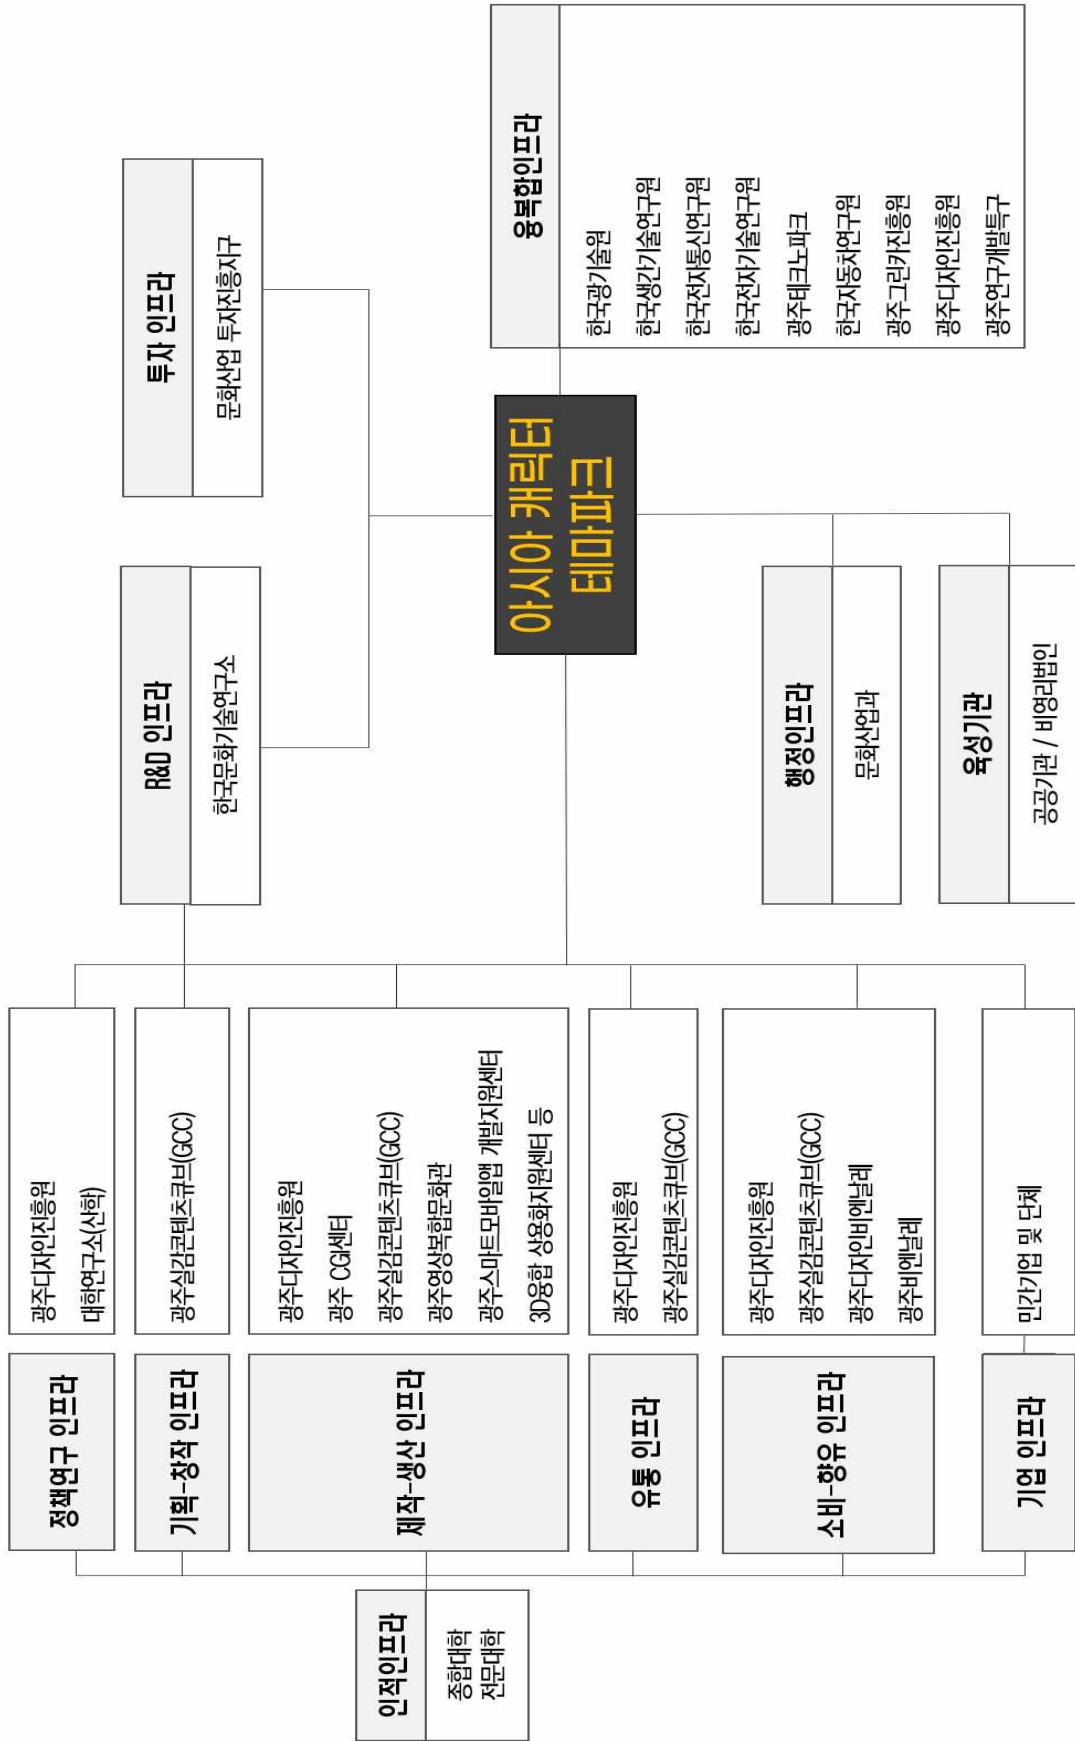 인적인프라
종합대학
전문대학
정책연구 인프라
광주디자인진흥원
대학연구소(산학)
기획-창작 인프라
광주실감콘텐츠큐브(GCC)
제작-생산 인프라
광주디자인진흥원
광주 CGI센터
광주실감콘텐츠큐브(GCC)
광주영상복합문화관
광주스마트모바일앱 개발지원센터
3D융합 상용화지원센터 등
유통 인프라
광주디자인진흥원
광주실감콘텐츠큐브(GCC)
소비-향유 인프라
광주디자인진흥원
광주실감콘텐츠큐브(GCC)
광주디자인비엔날레
광주비엔날레
기업 인프라
민간기업 및 단체
R&D 인프라
한국문화기술연구소
투자 인프라
문화산업 투자진흥지구
아시아 캐릭터
테마파크
행정인프라
문화산업과
육성기관
공공기관 / 비영리법인
융복합인프라
한국광기술원
한국생간기술연구원
한국전자통신연구원
한국전자기술연구원
광주테크노파크
한국자동차연구원
광주그린카진흥원
광주디자인진흥원
광주연구개발특구